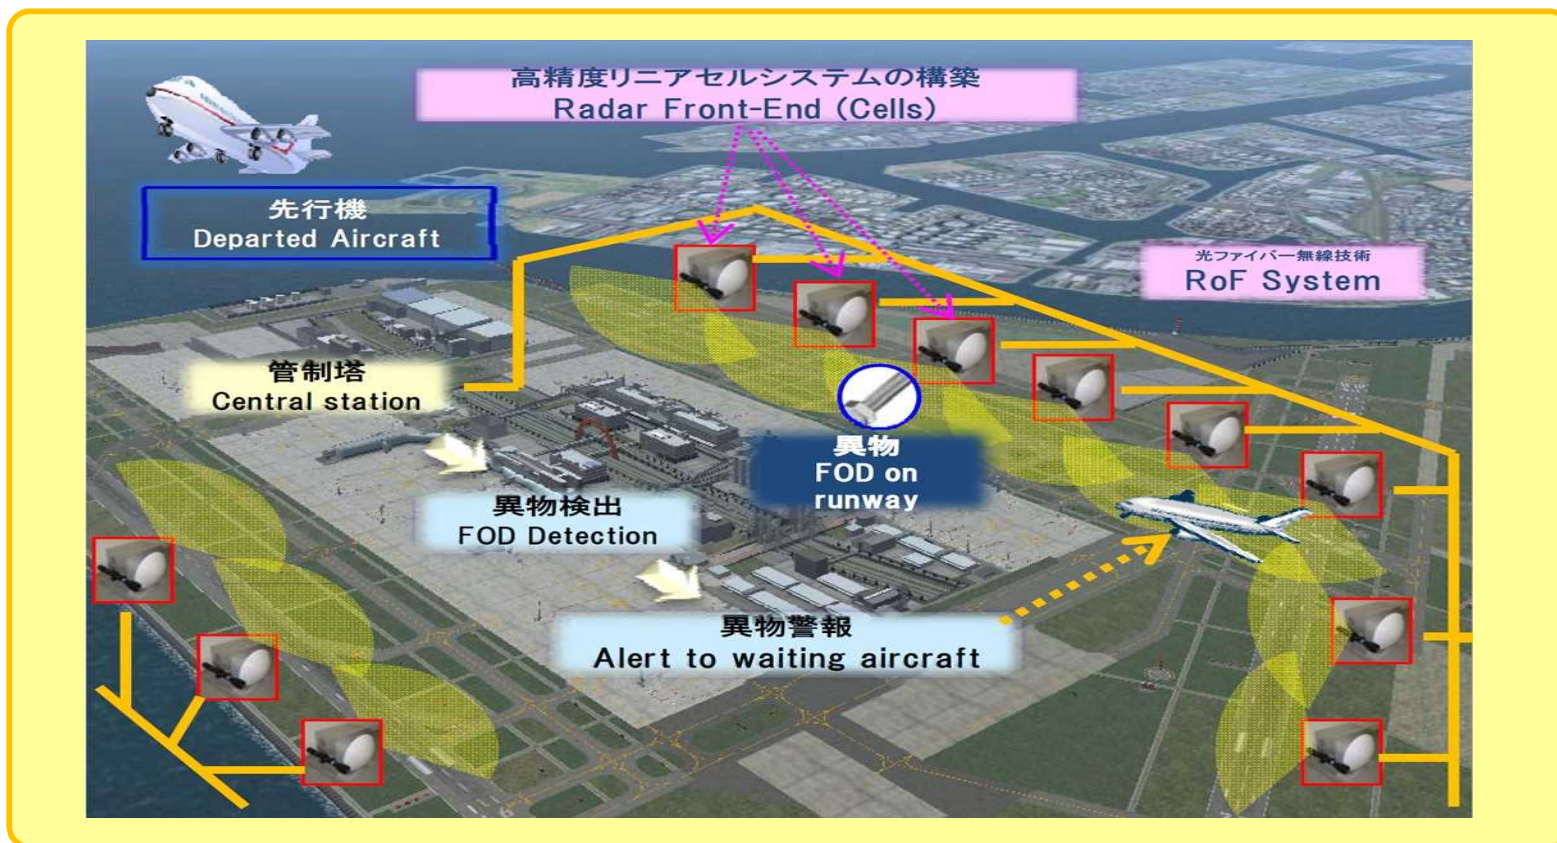 高精度リニアセルシステムの構築
Radar Front-End (Cells)
先行機
Departed Aircraft
光ファイバー無線技術
RoF System
管制塔
Central station
異物
FOD on
runway
異物検出
FOD Detection
異物警報
Alert to waiting aircraft